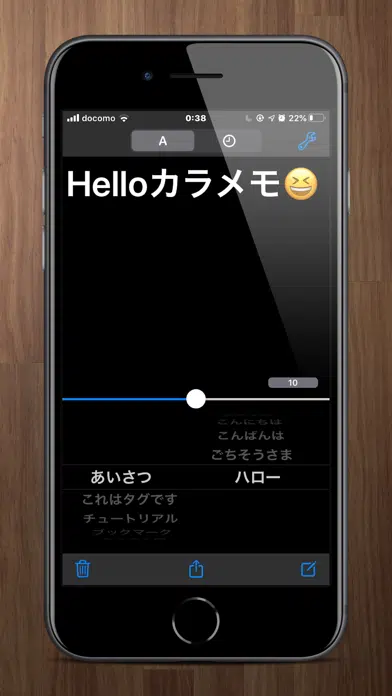 docomo 0:38 22%
A
Helloカラメモ😆
10
こんにちは
こんばんは
ごちそうさま
あいさつ ハロー
これはタグです
チュートリアル
ブックマーク